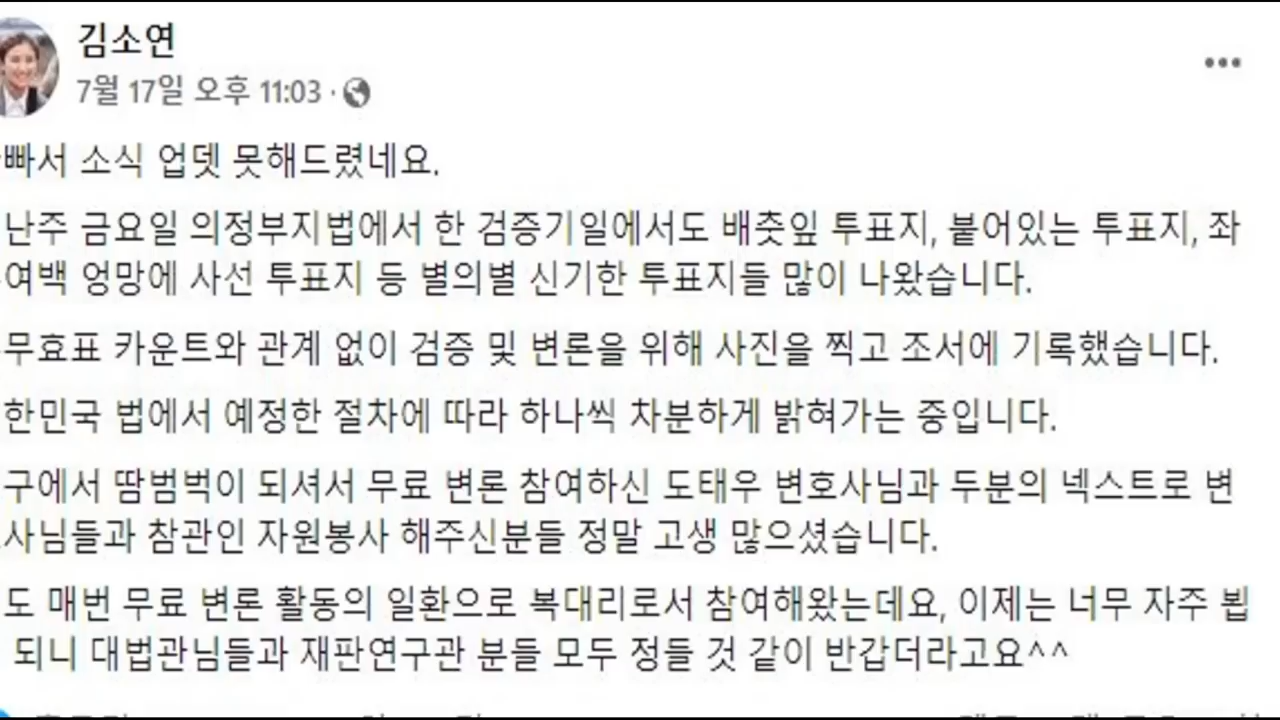 김소연
7월 17일 오후 11:03 ·
빠서 소식 업뎃 못해드렸네요.
난주 금요일 의정부지법에서 한 검증기일에서도 배춧잎 투표지, 붙어있는 투표지, 좌
여백 엉망에 사선 투표지 등 별의별 신기한 투표지들 많이 나왔습니다.
무효표 카운트와 관계 없이 검증 및 변론을 위해 사진을 찍고 조서에 기록했습니다.
한민국 법에서 예정한 절차에 따라 하나씩 차분하게 밝혀가는 중입니다.
구에서 땀범벅이 되셔서 무료 변론 참여하신 도태우 변호사님과 두분의 넥스트로 변
사님들과 참관인 자원봉사 해주신분들 정말 고생 많으셨습니다.
도 매번 무료 변론 활동의 일환으로 복대리로서 참여해왔는데요, 이제는 너무 자주 뵙
되니 대법관님들과 재판연구관 분들 모두 정들 것 같이 반갑더라고요^^